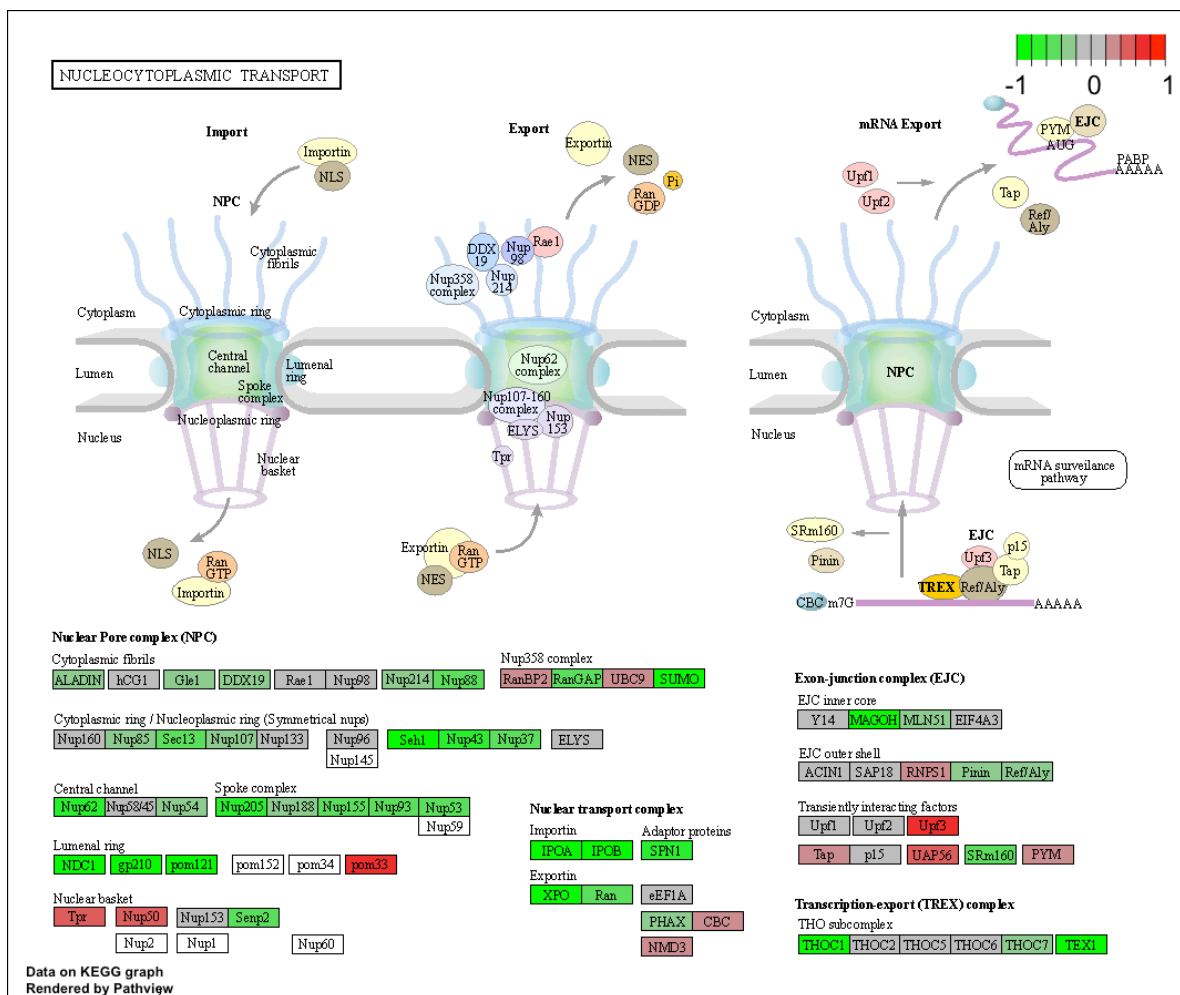 NUCLEOCYTOPLASMIC TRANSPORT
-1 0 1
Import
Importin
NLS
NPC
Cytoplasmic
fibrils
Cytoplasm
Cytoplasmic ring
Central
channel
Lumenal
ring
Lumen
Spoke
complex
Nucleoplasmic ring
Nucleus
Nuclear
basket
NLS
Ran
GTP
Importin
Export
Exportin
NES
Pi
Ran
GDP
DDX
19
Nup
98
Rae1
Nup358
complex
Nup
214
Nup62
complex
Nup107-160
complex
Nup
153
ELYS
Tpr
Exportin
Ran
GTP
NES
mRNA Export
PYM
EJC
AUG
PABP
AAAAA
Upf1
Upf2
Tap
Ref/
Aly
Cytoplasm
Lumen
NPC
Nucleus
mRNA surveilance
pathway
SRm160
Pinin
EJC
p15
Upf3
Tap
TREX
Ref/Aly
CBC
m7G
AAAAA
Nuclear Pore complex (NPC)
Cytoplasmic fibrils
ALADIN hCG1 Gle1 DDX19 Rae1 Nup98 Nup214 Nup88
Nup358 complex
RanBP2 RanGAP UBC9 SUMO
Cytoplasmic ring / Nucleoplasmic ring (Symmetrical nups)
Nup160 Nup85 Sec13 Nup107 Nup133 Nup96 Seh1 Nup43 Nup37 ELYS
Nup145
Central channel
Nup62 Nup58/45 Nup54
Spoke complex
Nup205 Nup188 Nup155 Nup93 Nup53
Nup59
Lumenal ring
NDC1 gp210 pom121 pom152 pom34 pom33
Nuclear basket
Tpr Nup50 Nup153 Senp2
Nup2 Nup1 Nup60
Nuclear transport complex
Importin
IPOA IPOB
Adaptor proteins
SPN1
Exportin
XPO Ran eEF1A
PHAX CBC
NMD3
Exon-junction complex (EJC)
EJC inner core
Y14 MAGOH MLN51 EIF4A3
EJC outer shell
ACIN1 SAP18 RNPS1 Pinin Ref/Aly
Transiently interacting factors
Upf1 Upf2 Upf3
Tap p15 UAP56 SRm160 PYM
Transcription-export (TREX) complex
THO subcomplex
THOC1 THOC2 THOC5 THOC6 THOC7 TEX1
Data on KEGG graph
Rendered by Pathview